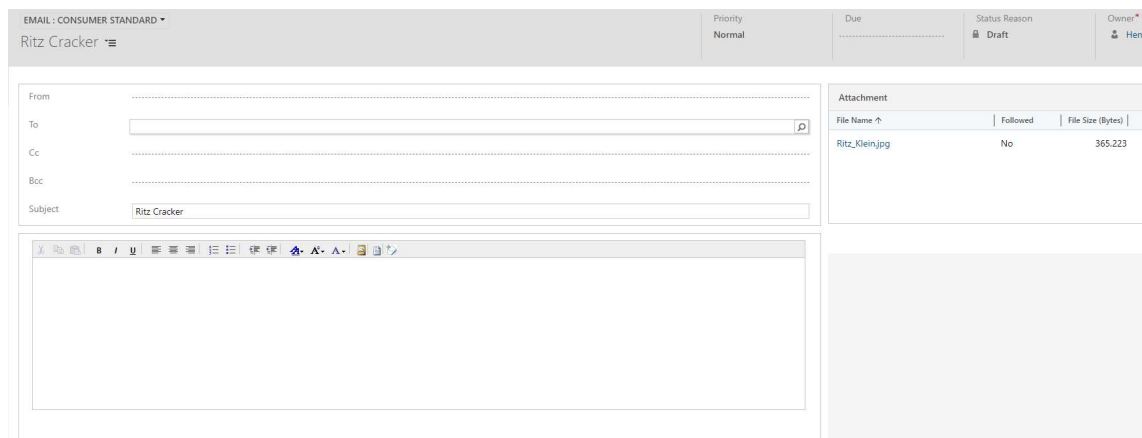 EMAIL : CONSUMER STANDARD
Ritz Cracker
Priority
Normal
Due
Status Reason
Draft
Owner*
Hen
From
To
Cc
Bcc
Subject
Ritz Cracker
Attachment
File Name ↑ Followed File Size (Bytes)
Ritz_Klein.jpg No 365.223
B I U A A A